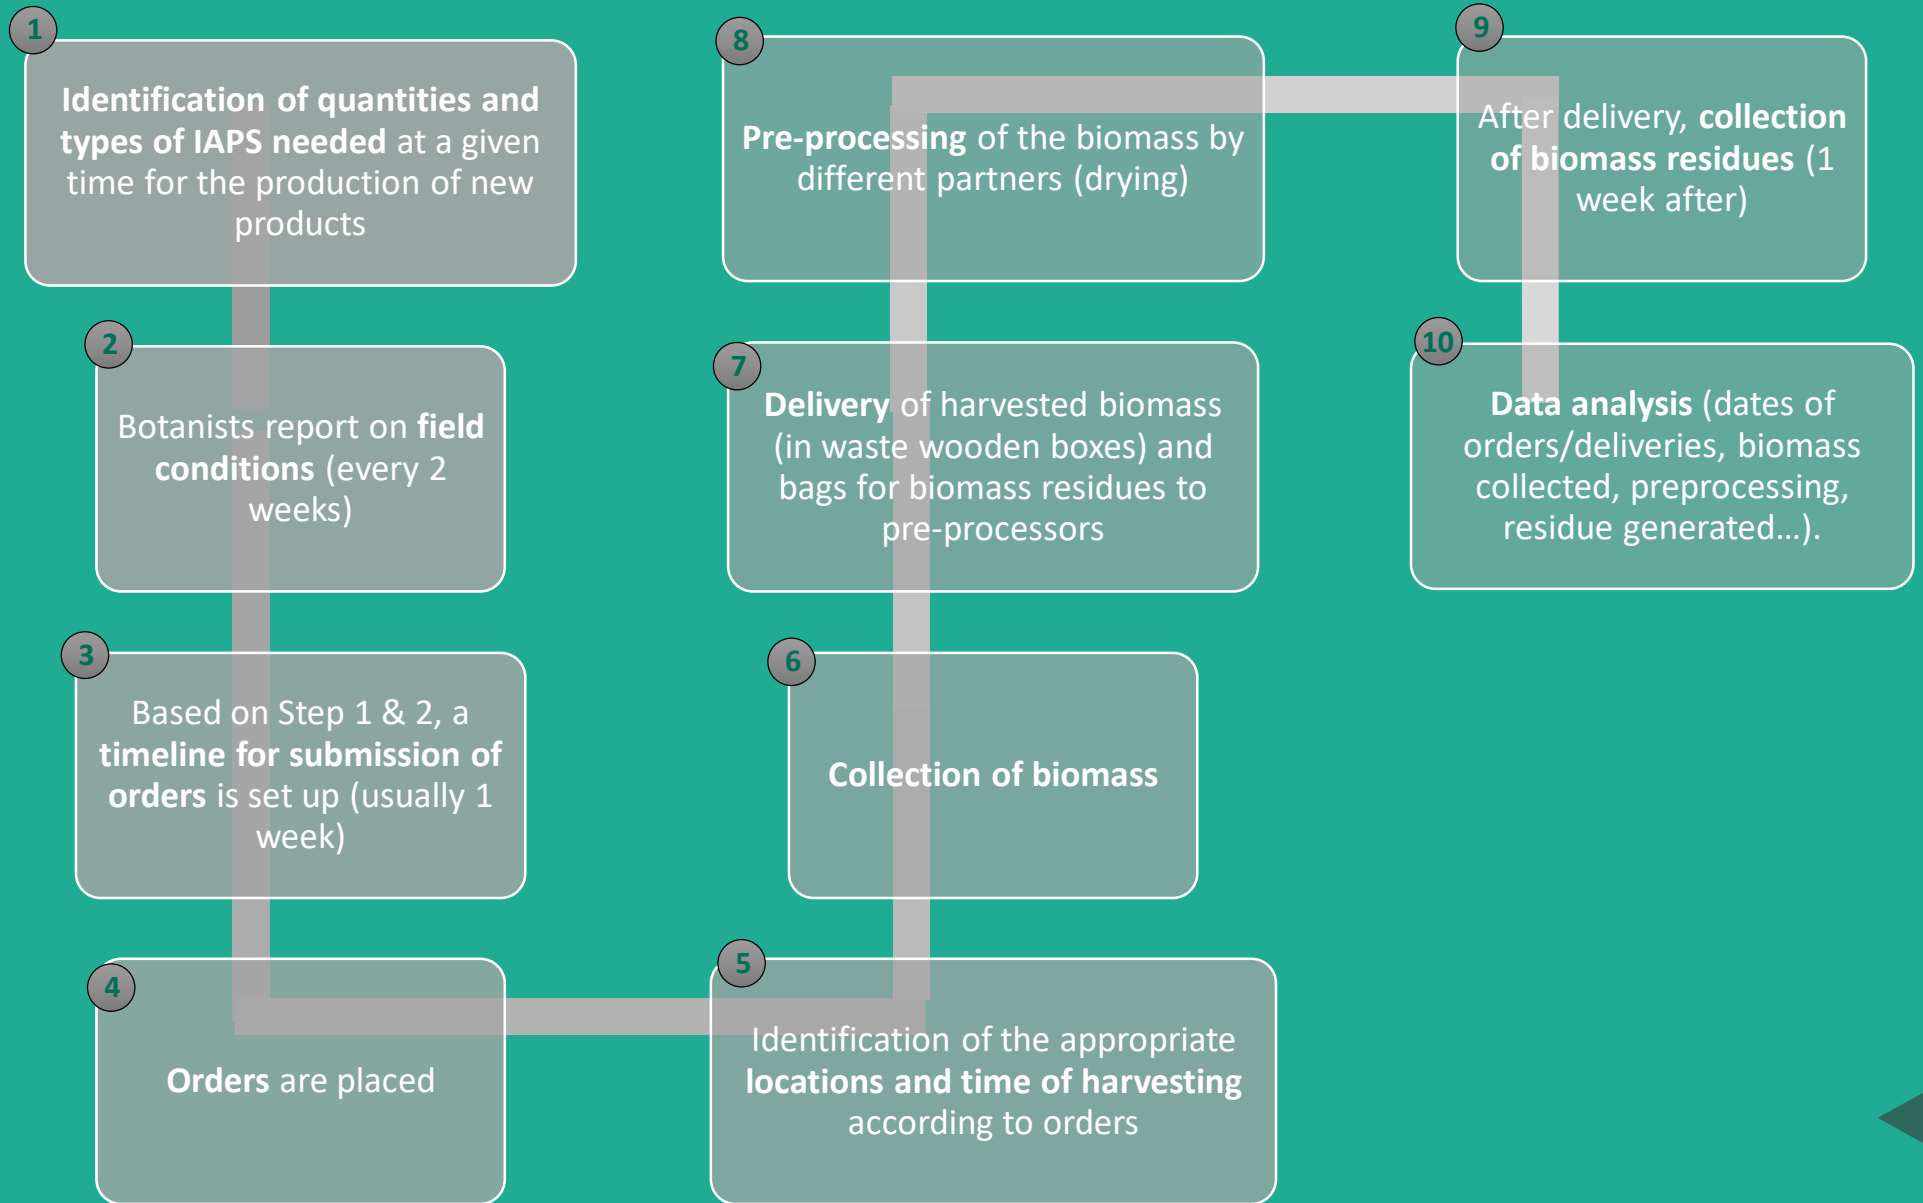 1
Identification of quantities and
types of IAPS needed at a given
time for the production of new
products
2
Botanists report on field
conditions (every 2
weeks)
3
Based on Step 1 & 2, a
timeline for submission of
orders is set up (usually 1
week)
4
Orders are placed
5
Identification of the appropriate
locations and time of harvesting
according to orders
6
Collection of biomass
7
Delivery of harvested biomass
(in waste wooden boxes) and
bags for biomass residues to
pre-processors
8
Pre-processing of the biomass by
different partners (drying)
9
After delivery, collection
of biomass residues (1
week after)
10
Data analysis (dates of
orders/deliveries, biomass
collected, preprocessing,
residue generated…).